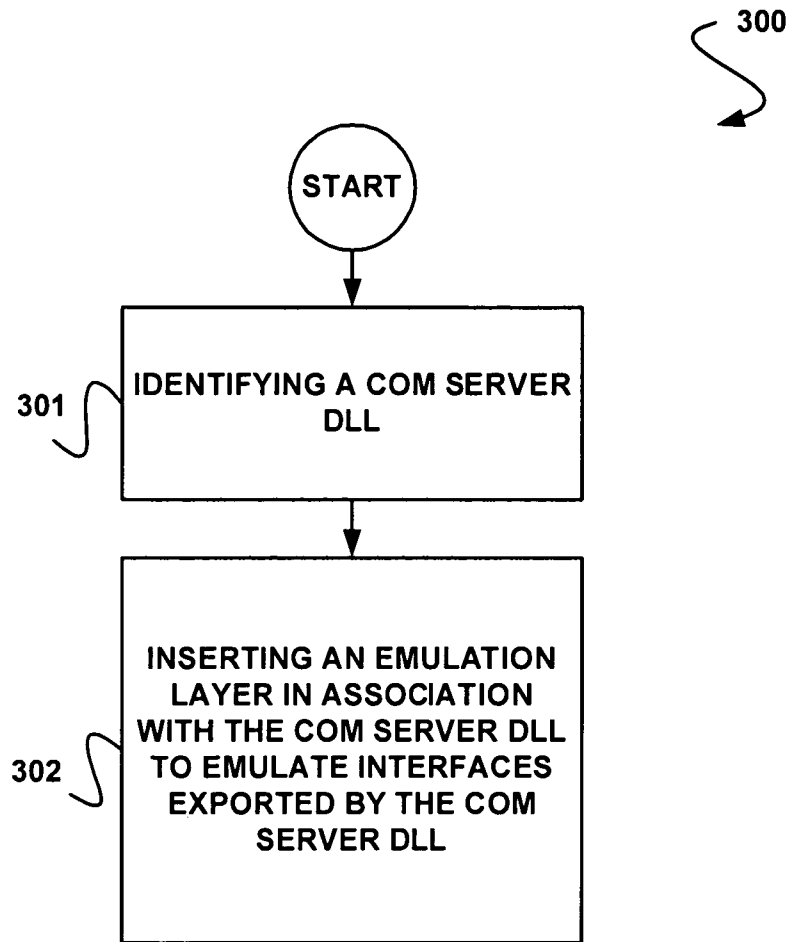 300
START
301
IDENTIFYING A COM SERVER
DLL
302
INSERTING AN EMULATION
LAYER IN ASSOCIATION
WITH THE COM SERVER DLL
TO EMULATE INTERFACES
EXPORTED BY THE COM
SERVER DLL